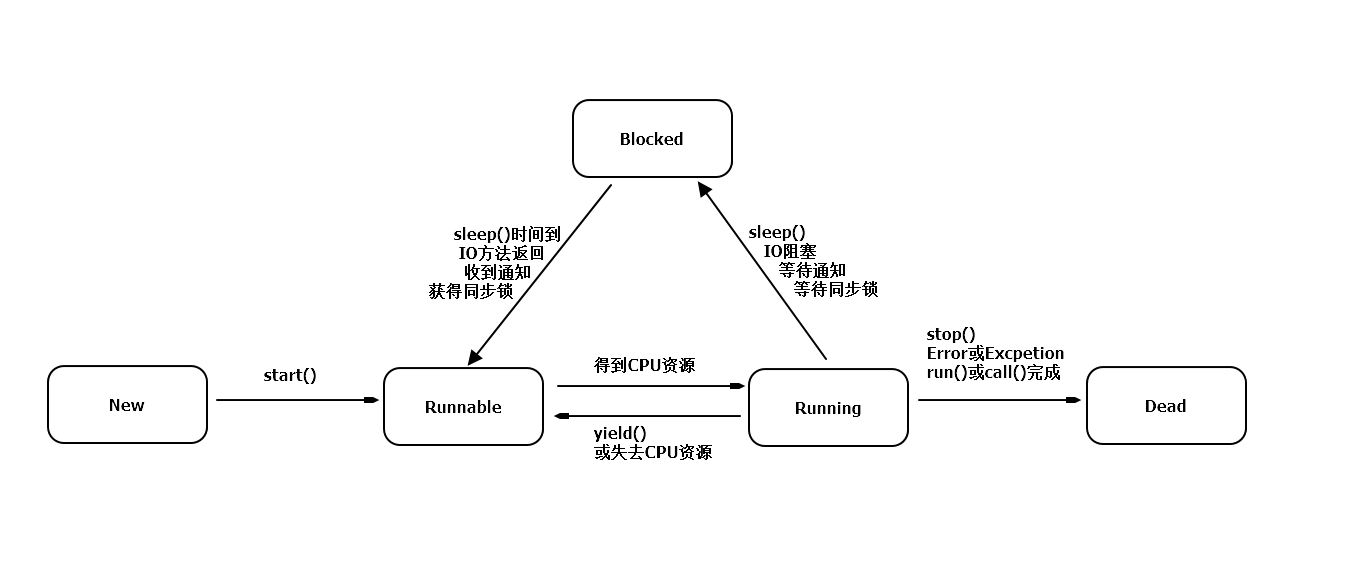 Blocked
sleep()时间到
IO方法返回
收到通知
获得同步锁
sleep()
IO阻塞
等待通知
等待同步锁
New
start()
Runnable
得到CPU资源
yield()
或失去CPU资源
Running
stop()
Error或Excpetion
run()或call()完成
Dead